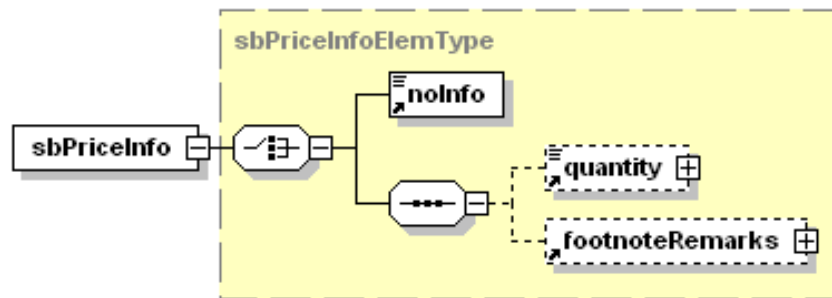 sbPriceInfoElemType
noInfo
sbPriceInfo
quantity
footnoteRemarks